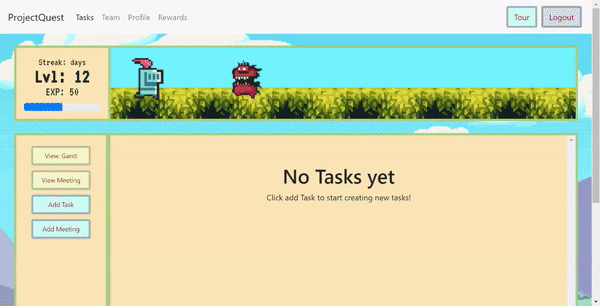 ProjectQuest Tasks Team Profile Rewards Tour Logout
Streak: days
Lvl: 12
EXP: 50
View: Gantt
View Meeting
Add Task
Add Meeting
No Tasks yet
Click add Task to start creating new tasks!